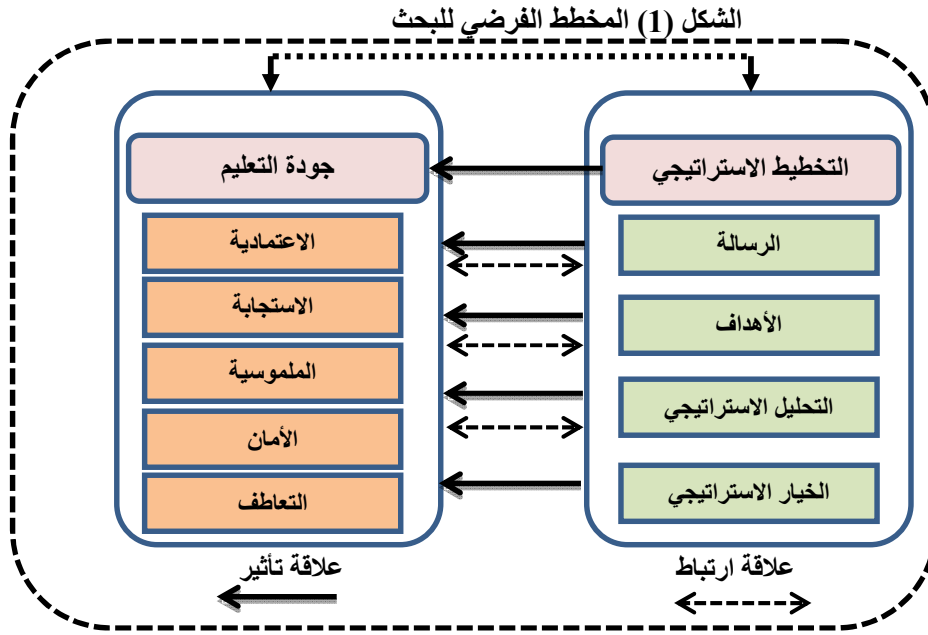 الشكل (1) المخطط الفرضي للبحث
التخطيط الاستراتيجي
الرسالة
الأهداف
التحليل الاستراتيجي
الخيار الاستراتيجي
جودة التعليم
الاعتمادية
الاستجابة
الملموسية
الأمان
التعاطف
علاقة ارتباط
علاقة تأثير